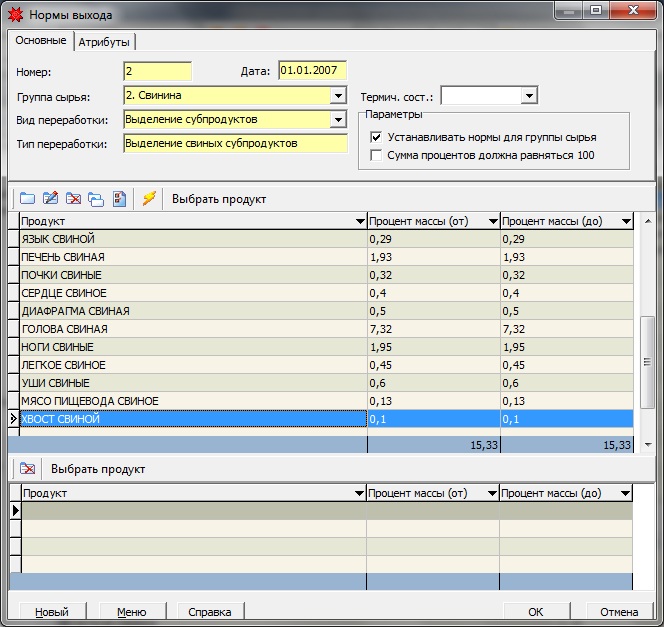 Нормы выхода
Основные Атрибуты
Номер: 2 Дата: 01.01.2007
Группа сырья: 2. Свинина Термич. сост.:
Вид переработки: Выделение субпродуктов Параметры
Устанавливать нормы для группы сырья
Тип переработки: Выделение свиных субпродуктов Сумма процентов должна равняться 100
Выбрать продукт
Продукт Процент массы (от) Процент массы (до)
ЯЗЫК СВИНОЙ 0,29 0,29
ПЕЧЕНЬ СВИНАЯ 1,93 1,93
ПОЧКИ СВИНЫЕ 0,32 0,32
СЕРДЦЕ СВИНОЕ 0,4 0,4
ДИАФРАГМА СВИНАЯ 0,5 0,5
ГОЛОВА СВИНАЯ 7,32 7,32
НОГИ СВИНЫЕ 1,95 1,95
ЛЕГКОЕ СВИНОЕ 0,45 0,45
УШИ СВИНЫЕ 0,6 0,6
МЯСО ПИЩЕВОДА СВИНОЕ 0,13 0,13
ХВОСТ СВИНОЙ 0,1 0,1
15,33 15,33
Выбрать продукт
Продукт Процент массы (от) Процент массы (до)
Новый Меню Справка ОК Отмена